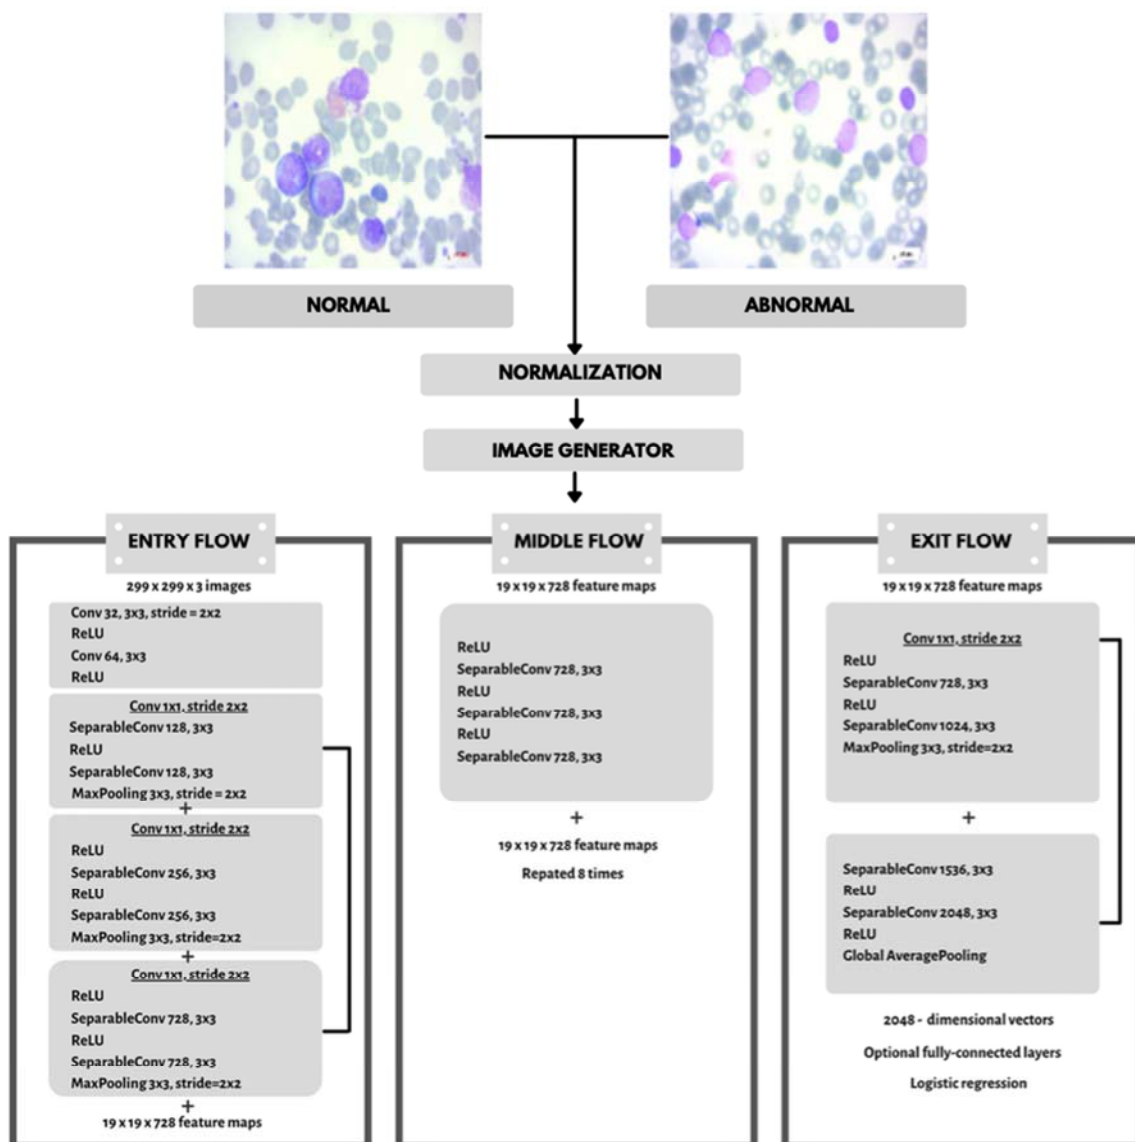 NORMAL
ABNORMAL
NORMALIZATION
IMAGE GENERATOR
ENTRY FLOW
299 x 299 x 3 images
Conv 32, 3x3, stride = 2x2
ReLU
Conv 64, 3x3
ReLU
Conv 1x1, stride 2x2
SeparableConv 128, 3x3
ReLU
SeparableConv 128, 3x3
MaxPooling 3x3, stride = 2x2
+
Conv 1x1, stride 2x2
ReLU
SeparableConv 256, 3x3
ReLU
SeparableConv 256, 3x3
MaxPooling 3x3, stride=2x2
+
Conv 1x1, stride 2x2
ReLU
SeparableConv 728, 3x3
ReLU
SeparableConv 728, 3x3
MaxPooling 3x3, stride=2x2
+
19 x 19 x 728 feature maps
MIDDLE FLOW
19 x 19 x 728 feature maps
ReLU
SeparableConv 728, 3x3
ReLU
SeparableConv 728, 3x3
ReLU
SeparableConv 728, 3x3
+
19 x 19 x 728 feature maps
Repated 8 times
EXIT FLOW
19 x 19 x 728 feature maps
Conv 1x1, stride 2x2
ReLU
SeparableConv 728, 3x3
ReLU
SeparableConv 1024, 3x3
MaxPooling 3x3, stride=2x2
+
SeparableConv 1536, 3x3
ReLU
SeparableConv 2048, 3x3
ReLU
Global AveragePooling
2048 - dimensional vectors
Optional fully-connected layers
Logistic regression